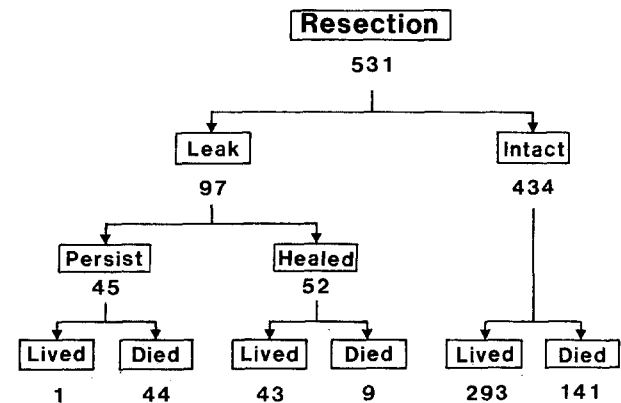 Resection
531
Leak Intact
97 434
Persist Healed
45 52
Lived Died Lived Died Lived Died
1 44 43 9 293 141